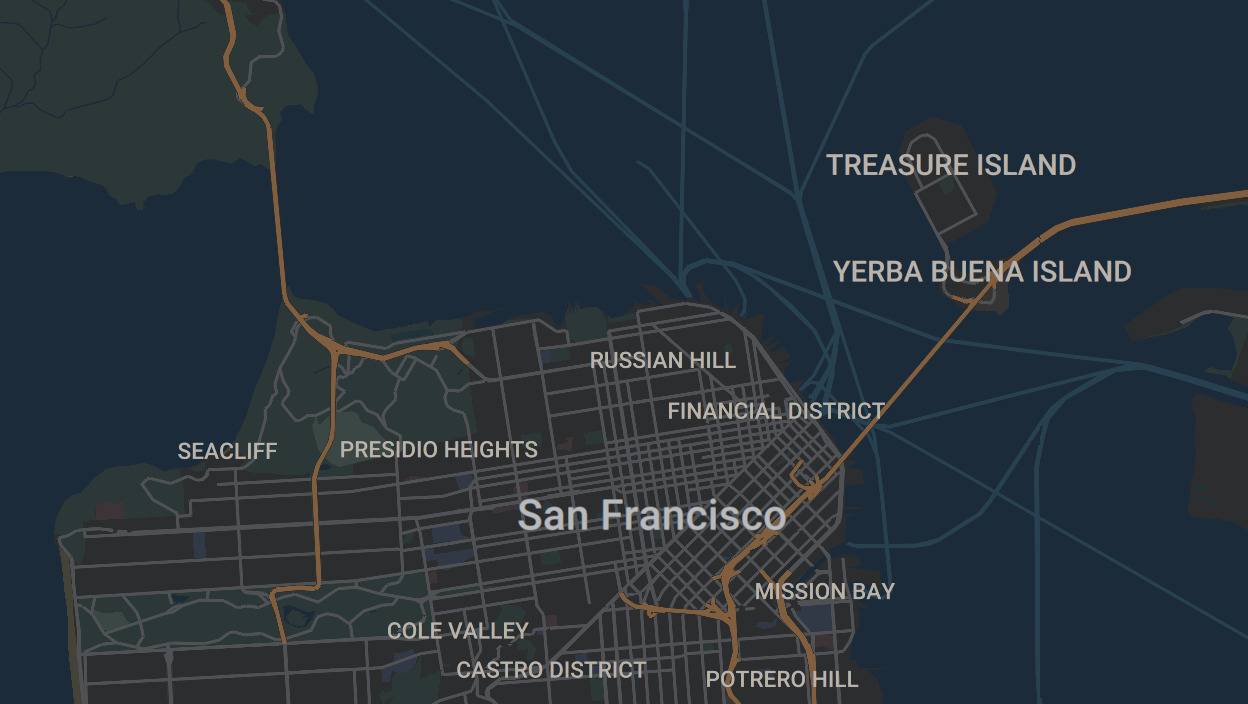 TREASURE ISLAND
YERBA BUENA ISLAND
RUSSIAN HILL
FINANCIAL DISTRICT
SEACLIFF
PRESIDIO HEIGHTS
San Francisco
MISSION BAY
COLE VALLEY
CASTRO DISTRICT
POTRERO HILL